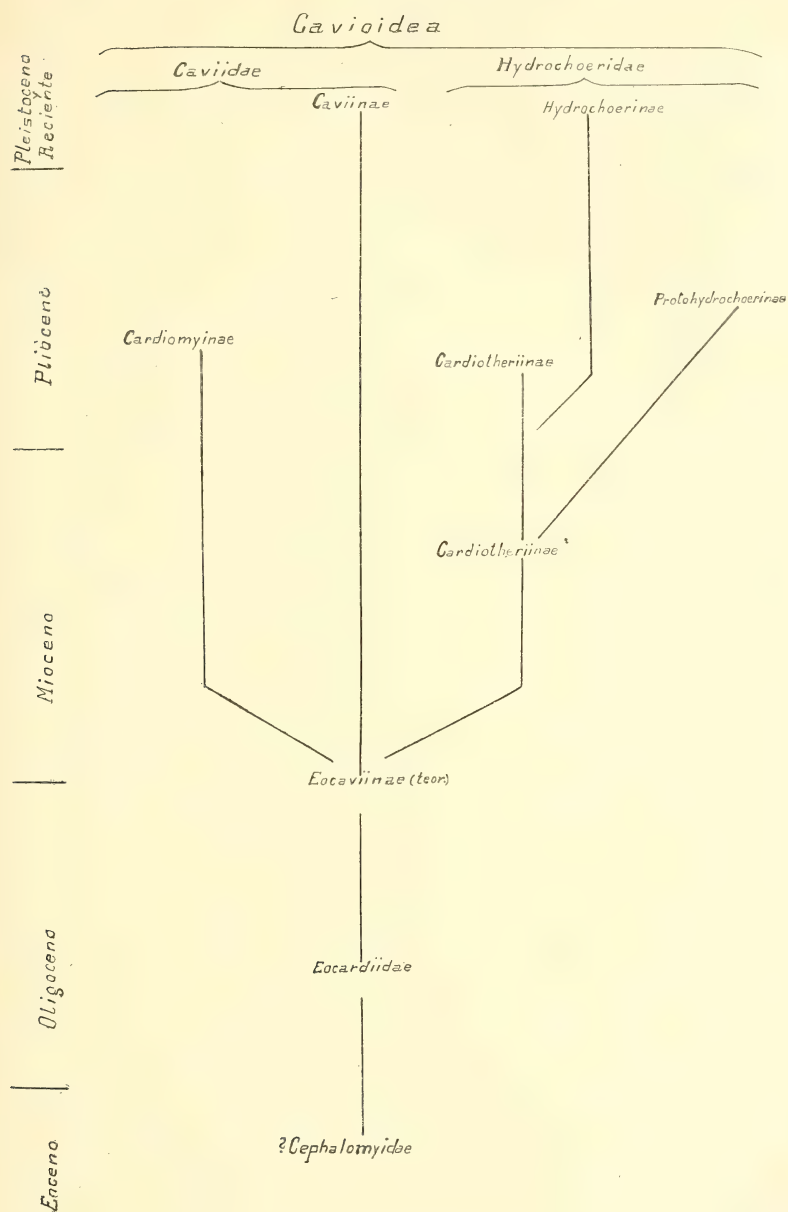 Cavioidea
Caviidae
Hydrochoeridae
Caviinae
Hydrochoerinae
Pleistoceno y
Reciente
Protohydrochoerinae
Plioceno
Cardiomyinae
Cardiotheriinae
Cardiotheriinae
Mioceno
Eocaviinae (teor.)
Oligoceno
Eocardiidae
?Cephalomyidae
Eoceno